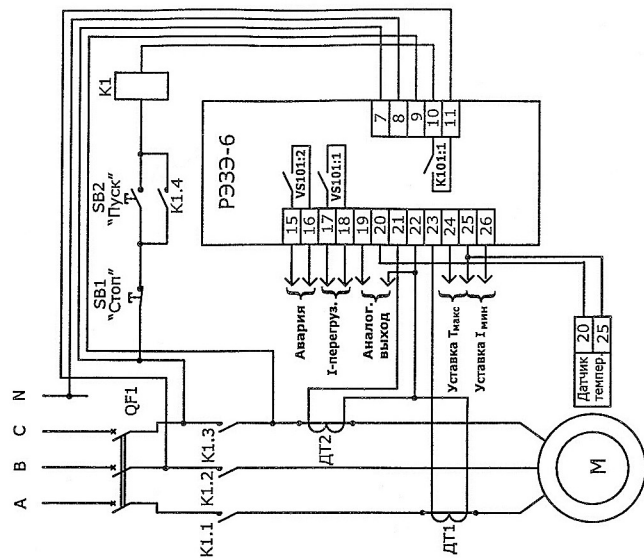 A
B
C
N
QF1
K1.1
K1.2
K1.3
SB1
"Стоп"
SB2
"Пуск"
K1.4
K1
РЭЗЭ-6
VS101:2
VS101:1
K101:1
7
8
9
10
11
15
16
17
18
19
20
21
22
23
24
25
26
Авария
I-перегруз.
Аналог.
выход
Уставка Tмакс
Уставка I мин
ДТ2
ДТ1
Датчик
темпер.
20
25
М